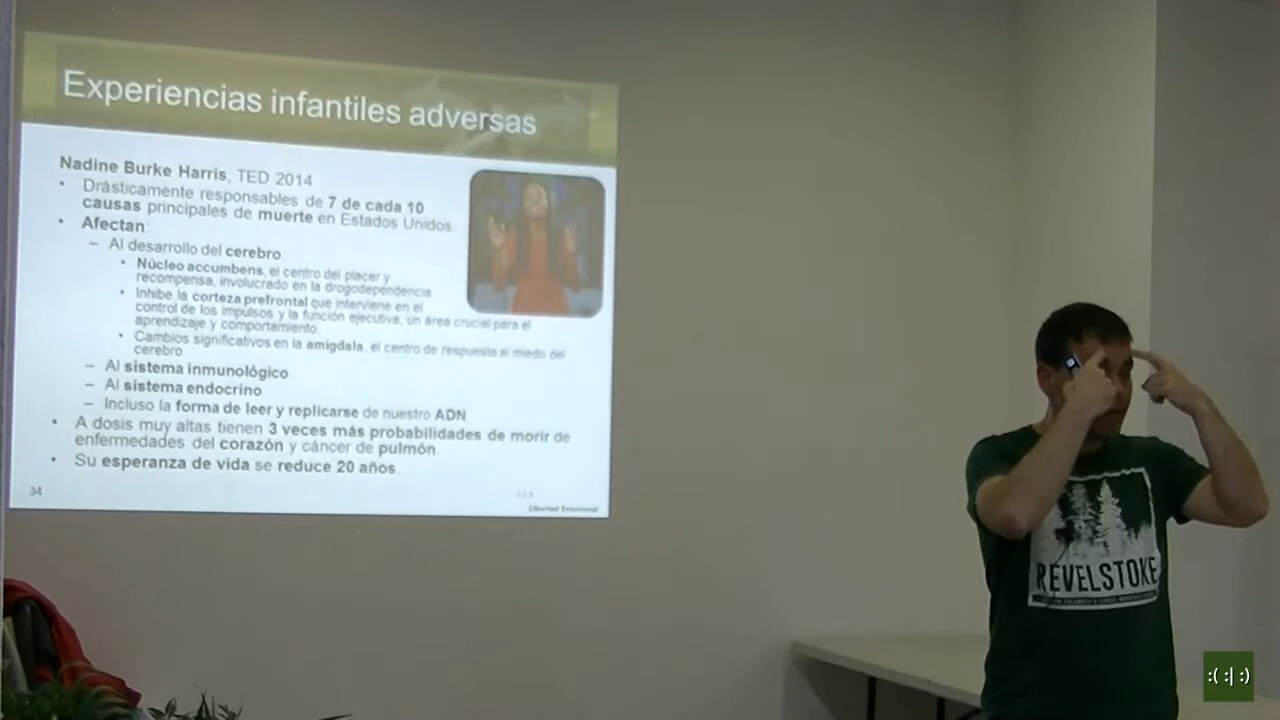 Experiencias infantiles adversas
Nadine Burke Harris, TED 2014
• Drásticamente responsables de 7 de cada 10
causas principales de muerte en Estados Unidos.
• Afectan:
– Al desarrollo del cerebro
• Núcleo accumbens, el centro del placer y
recompensa, involucrado en la drogodependencia
• Inhibe la corteza prefrontal que interviene en el
control de los impulsos y la función ejecutiva, un área crucial para el
aprendizaje y comportamiento
• Cambios significativos en la amígdala, el centro de respuesta al miedo del
cerebro
– Al sistema inmunológico
– Al sistema endocrino
– Incluso la forma de leer y replicarse de nuestro ADN
• A dosis muy altas tienen 3 veces más probabilidades de morir de
enfermedades del corazón y cáncer de pulmón
• Su esperanza de vida se reduce 20 años.
34
Libertad Emocional
REVELSTOKE
:( :| :)